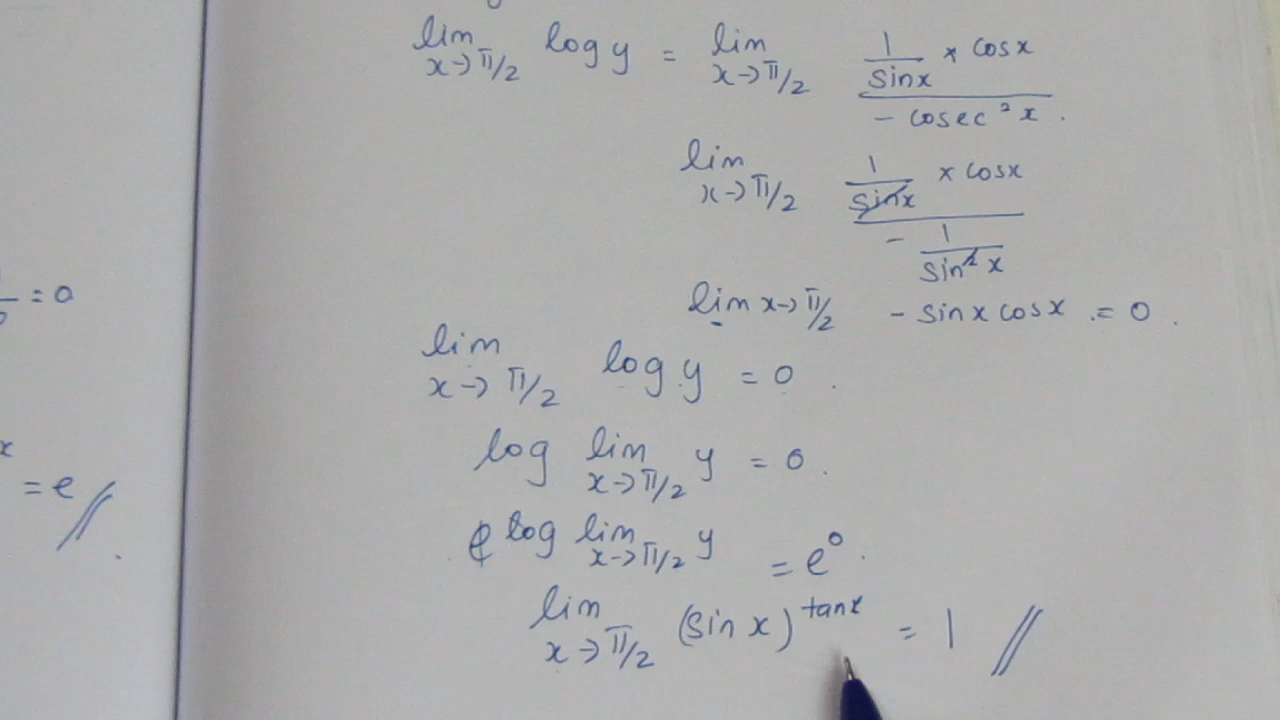 = 0
x
= e //
lim x→π/2 log y = lim x→π/2 (1/sinx × cosx) / (- cosec²x) .
lim x→π/2 (1/sinx × cosx) / (- 1/sin²x)
lim x→π/2 - sinx cosx = 0 .
lim x→π/2 log y = 0 .
log lim x→π/2 y = 0 .
e^(log lim x→π/2 y) = e⁰ .
lim x→π/2 (sin x)^tanx = 1 //